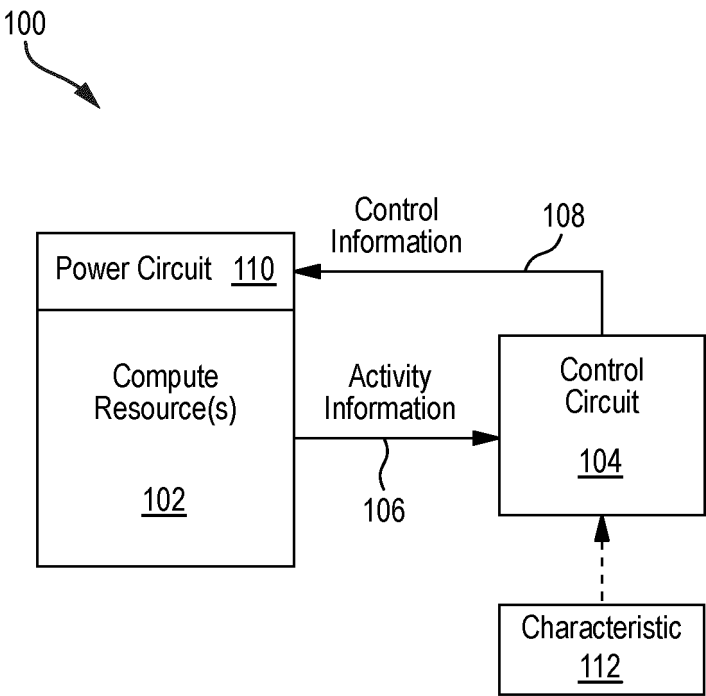 100
Control
Information
108
Power Circuit 110
Compute
Resource(s)
102
Activity
Information
106
Control
Circuit
104
Characteristic
112